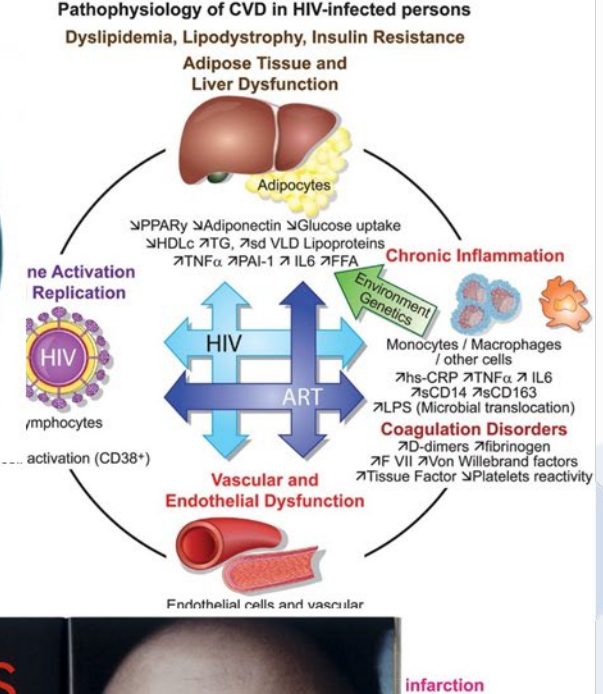 Pathophysiology of CVD in HIV-infected persons
Dyslipidemia, Lipodystrophy, Insulin Resistance
Adipose Tissue and
Liver Dysfunction
Adipocytes
↘PPARγ ↘Adiponectin ↘Glucose uptake
↘HDLc ↗TG, ↗sd VLD Lipoproteins
↗TNFα ↗PAI-1 ↗ IL6 ↗FFA
ne Activation
Replication
HIV
ymphocytes
activation (CD38+)
HIV
ART
Environment
Genetics
Chronic Inflammation
Monocytes / Macrophages
/ other cells
↗hs-CRP ↗TNFα ↗ IL6
↗sCD14 ↗sCD163
↗LPS (Microbial translocation)
Coagulation Disorders
↗D-dimers ↗fibrinogen
↗F VII ↗Von Willebrand factors
↗Tissue Factor ↘Platelets reactivity
Vascular and
Endothelial Dysfunction
Endothelial cells and vascular
S
infarction